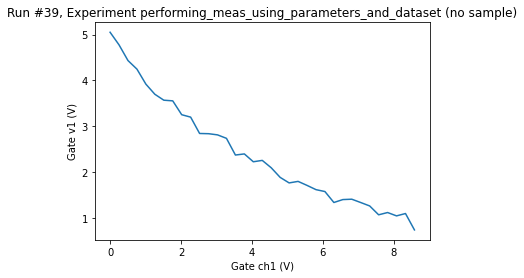 Run #39, Experiment performing_meas_using_parameters_and_dataset (no sample)
5
4
3
2
1
Gate v1 (V)
0 2 4 6 8
Gate ch1 (V)